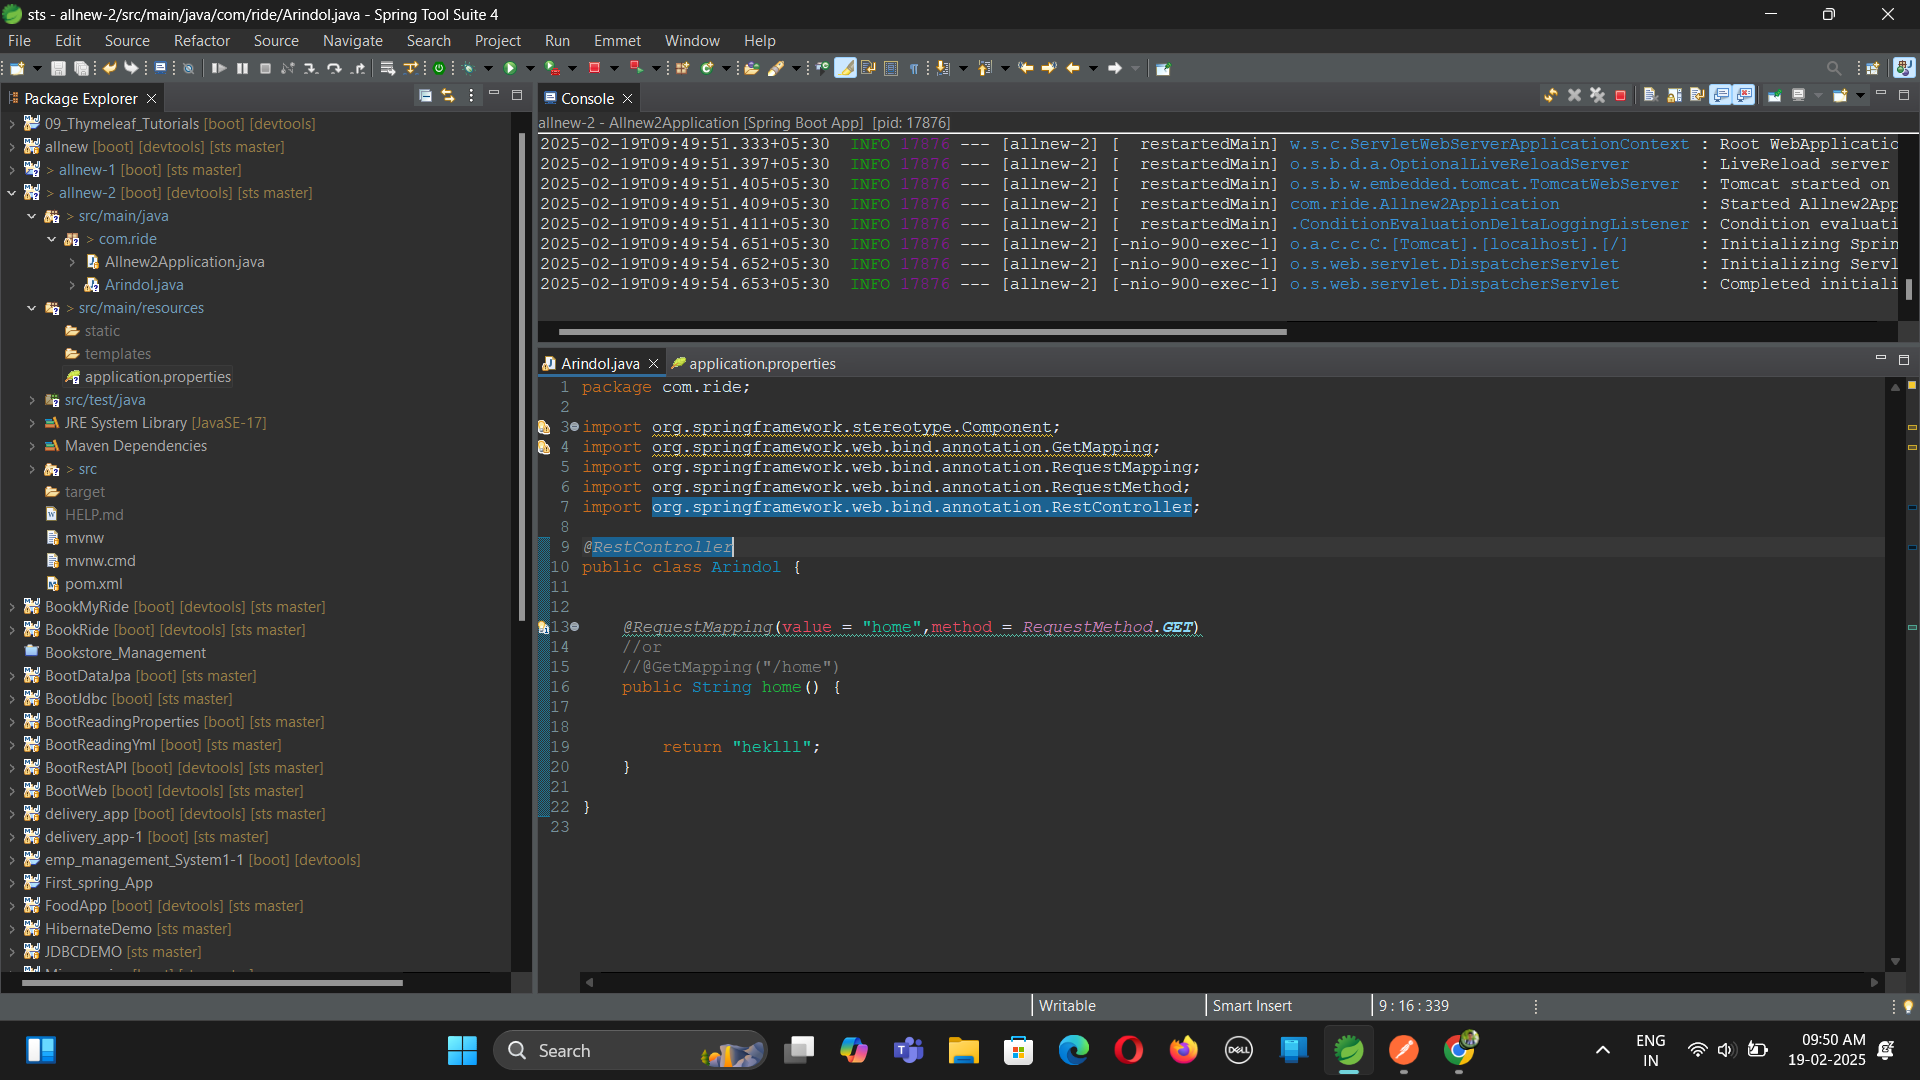 sts - allnew-2/src/main/java/com/ride/Arindol.java - Spring Tool Suite 4
File Edit Source Refactor Source Navigate Search Project Run Emmet Window Help
Package Explorer
09_Thymeleaf_Tutorials [boot] [devtools]
allnew [boot] [devtools] [sts master]
> allnew-1 [boot] [sts master]
> allnew-2 [boot] [devtools] [sts master]
> src/main/java
> com.ride
Allnew2Application.java
Arindol.java
> src/main/resources
static
templates
application.properties
src/test/java
JRE System Library [JavaSE-17]
Maven Dependencies
> src
target
HELP.md
mvnw
mvnw.cmd
pom.xml
BookMyRide [boot] [devtools] [sts master]
BookRide [boot] [devtools] [sts master]
Bookstore_Management
BootDataJpa [boot] [sts master]
BootJdbc [boot] [sts master]
BootReadingProperties [boot] [sts master]
BootReadingYml [boot] [sts master]
BootRestAPI [boot] [devtools] [sts master]
BootWeb [boot] [devtools] [sts master]
delivery_app [boot] [devtools] [sts master]
delivery_app-1 [boot] [sts master]
emp_management_System1-1 [boot] [devtools]
First_spring_App
FoodApp [boot] [devtools] [sts master]
HibernateDemo [sts master]
JDBCDEMO [sts master]
Console
allnew-2 - Allnew2Application [Spring Boot App] [pid: 17876]
2025-02-19T09:49:51.333+05:30 INFO 17876 --- [allnew-2] [ restartedMain] w.s.c.ServletWebServerApplicationContext : Root WebApplicatio
2025-02-19T09:49:51.397+05:30 INFO 17876 --- [allnew-2] [ restartedMain] o.s.b.d.a.OptionalLiveReloadServer : LiveReload server
2025-02-19T09:49:51.405+05:30 INFO 17876 --- [allnew-2] [ restartedMain] o.s.b.w.embedded.tomcat.TomcatWebServer : Tomcat started on
2025-02-19T09:49:51.409+05:30 INFO 17876 --- [allnew-2] [ restartedMain] com.ride.Allnew2Application : Started Allnew2App
2025-02-19T09:49:51.411+05:30 INFO 17876 --- [allnew-2] [ restartedMain] .ConditionEvaluationDeltaLoggingListener : Condition evaluati
2025-02-19T09:49:54.651+05:30 INFO 17876 --- [allnew-2] [-nio-900-exec-1] o.a.c.c.C.[Tomcat].[localhost].[/] : Initializing Sprin
2025-02-19T09:49:54.652+05:30 INFO 17876 --- [allnew-2] [-nio-900-exec-1] o.s.web.servlet.DispatcherServlet : Initializing Servl
2025-02-19T09:49:54.653+05:30 INFO 17876 --- [allnew-2] [-nio-900-exec-1] o.s.web.servlet.DispatcherServlet : Completed initiali
Arindol.java application.properties
1 package com.ride;
2
3 import org.springframework.stereotype.Component;
4 import org.springframework.web.bind.annotation.GetMapping;
5 import org.springframework.web.bind.annotation.RequestMapping;
6 import org.springframework.web.bind.annotation.RequestMethod;
7 import org.springframework.web.bind.annotation.RestController;
8
9 @RestController
10 public class Arindol {
11
12
13 @RequestMapping(value = "home",method = RequestMethod.GET)
14 //or
15 //@GetMapping("/home")
16 public String home() {
17
18
19 return "heklll";
20 }
21
22 }
23
Writable Smart Insert 9 : 16 : 339
Search
DELL
ENG
IN
09:50 AM
19-02-2025